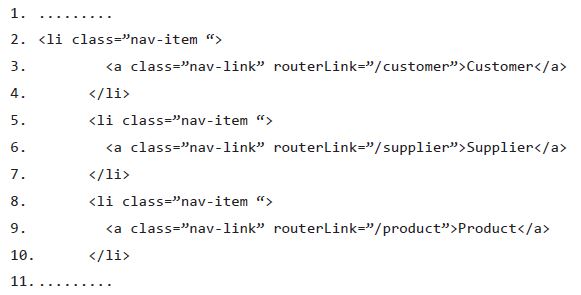 1. .........
2. <li class=”nav-item “>
3. <a class=”nav-link” routerLink=”/customer”>Customer</a>
4. </li>
5. <li class=”nav-item “>
6. <a class=”nav-link” routerLink=”/supplier”>Supplier</a>
7. </li>
8. <li class=”nav-item “>
9. <a class=”nav-link” routerLink=”/product”>Product</a>
10. </li>
11. .........